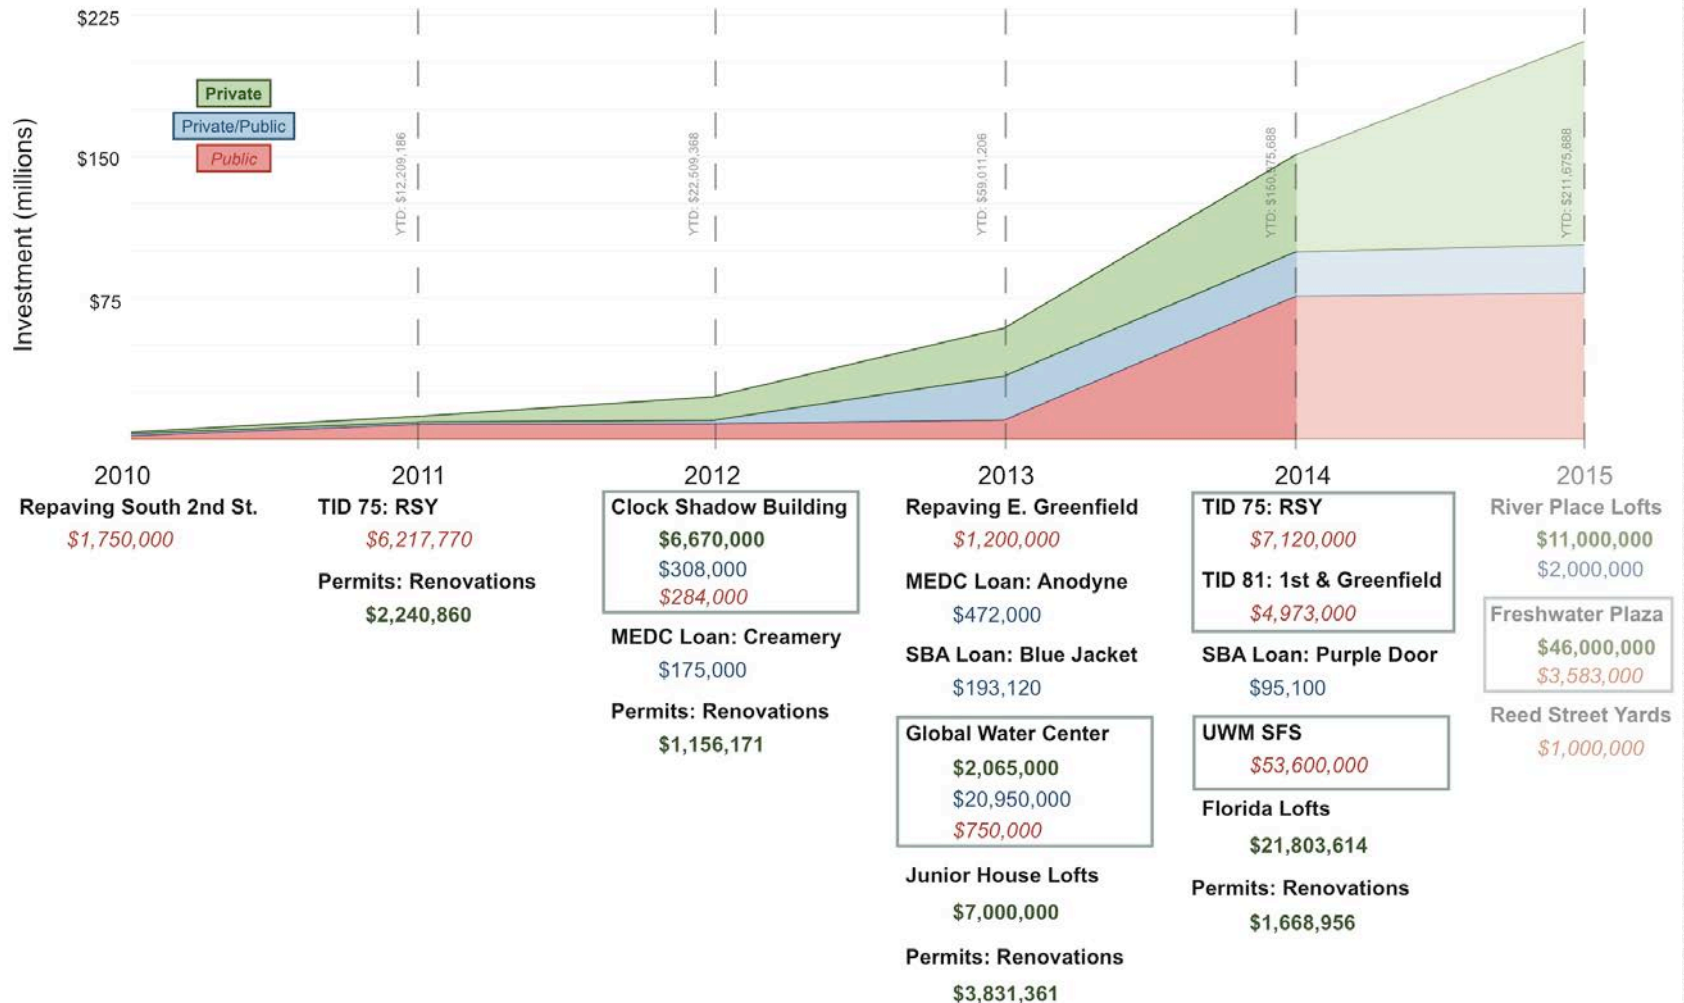 $225
Private
Private/Public
Public
$150
$75
Investment (millions)
YTD: $12,209,186
YTD: $22,509,368
YTD: $59,011,206
YTD: $150,675,688
YTD: $211,675,688
2010
2011
2012
2013
2014
2015
Repaving South 2nd St.
$1,750,000
TID 75: RSY
$6,217,770
Permits: Renovations
$2,240,860
Clock Shadow Building
$6,670,000
$308,000
$284,000
MEDC Loan: Creamery
$175,000
Permits: Renovations
$1,156,171
Repaving E. Greenfield
$1,200,000
MEDC Loan: Anodyne
$472,000
SBA Loan: Blue Jacket
$193,120
Global Water Center
$2,065,000
$20,950,000
$750,000
Junior House Lofts
$7,000,000
Permits: Renovations
$3,831,361
TID 75: RSY
$7,120,000
TID 81: 1st & Greenfield
$4,973,000
SBA Loan: Purple Door
$95,100
UWM SFS
$53,600,000
Florida Lofts
$21,803,614
Permits: Renovations
$1,668,956
River Place Lofts
$11,000,000
$2,000,000
Freshwater Plaza
$46,000,000
$3,583,000
Reed Street Yards
$1,000,000